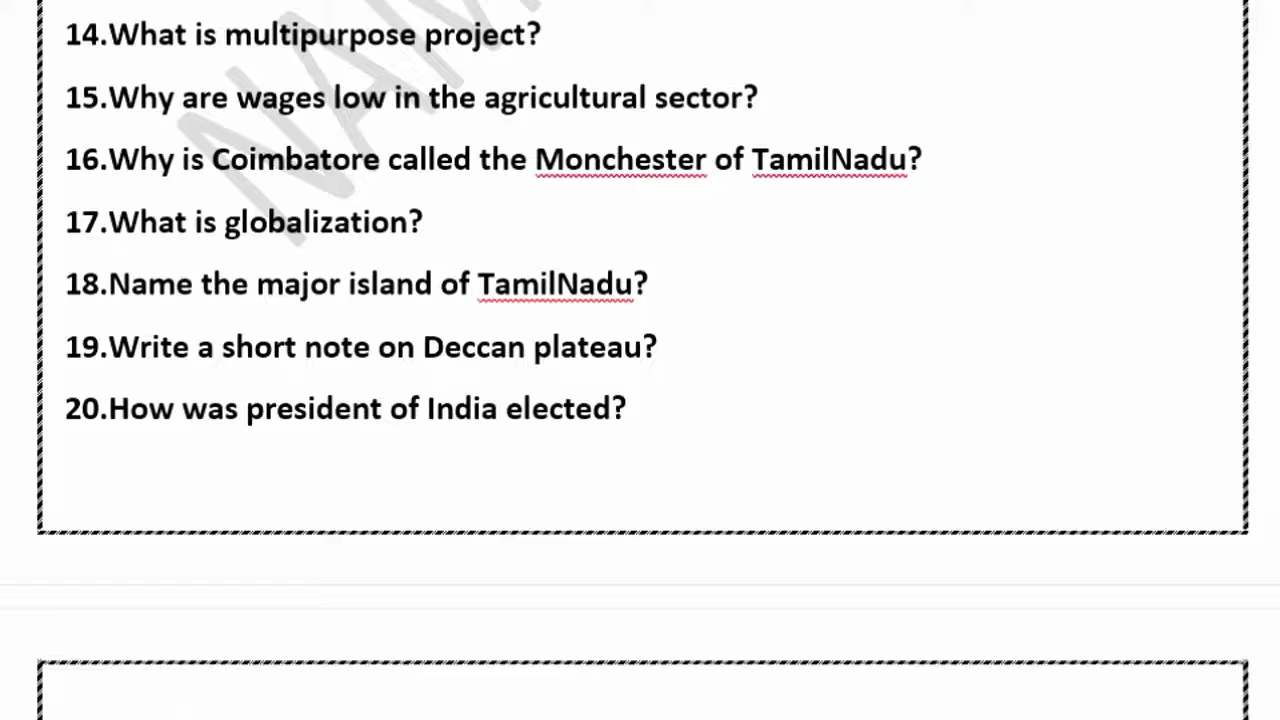 14.What is multipurpose project?
15.Why are wages low in the agricultural sector?
16.Why is Coimbatore called the Monchester of TamilNadu?
17.What is globalization?
18.Name the major island of TamilNadu?
19.Write a short note on Deccan plateau?
20.How was president of India elected?